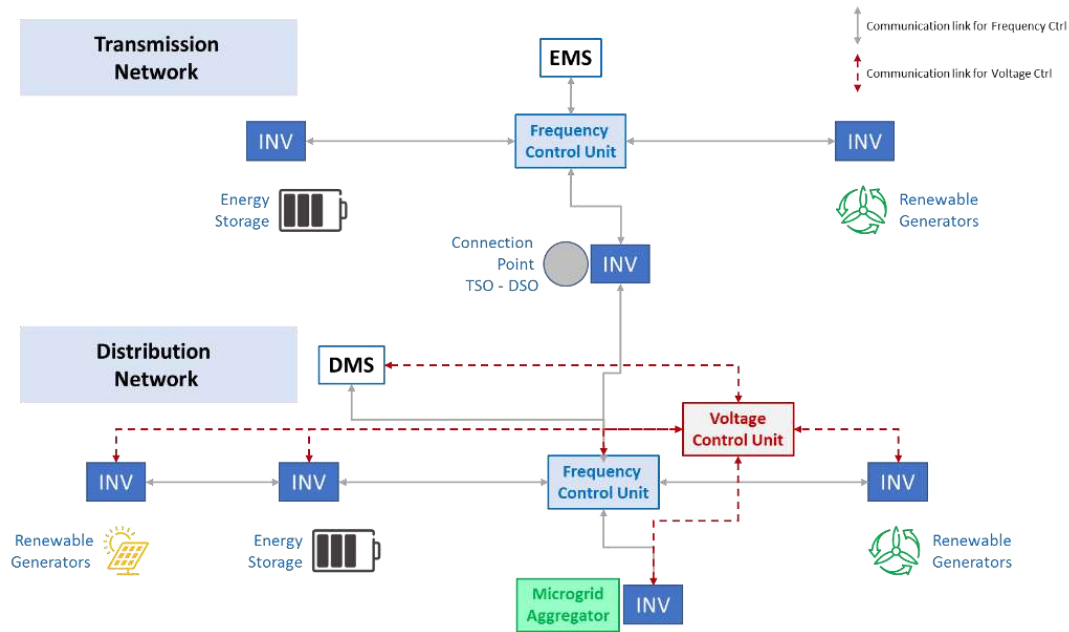 Transmission
Network
EMS
Communication link for Frequency Ctrl
Communication link for Voltage Ctrl
INV
Frequency
Control Unit
INV
Energy
Storage
Renewable
Generators
Connection
Point
TSO - DSO
INV
Distribution
Network
DMS
Voltage
Control Unit
INV
INV
Frequency
Control Unit
INV
Renewable
Generators
Energy
Storage
Renewable
Generators
Microgrid
Aggregator
INV